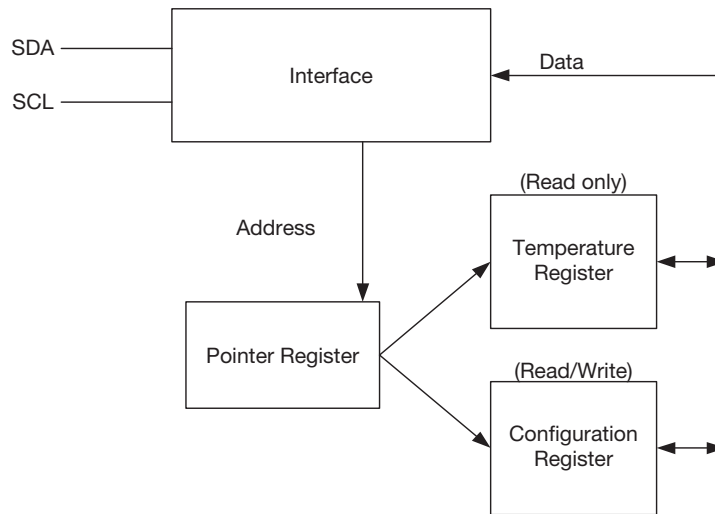 SDA
SCL
Interface
Data
Address
(Read only)
Temperature
Register
Pointer Register
(Read/Write)
Configuration
Register